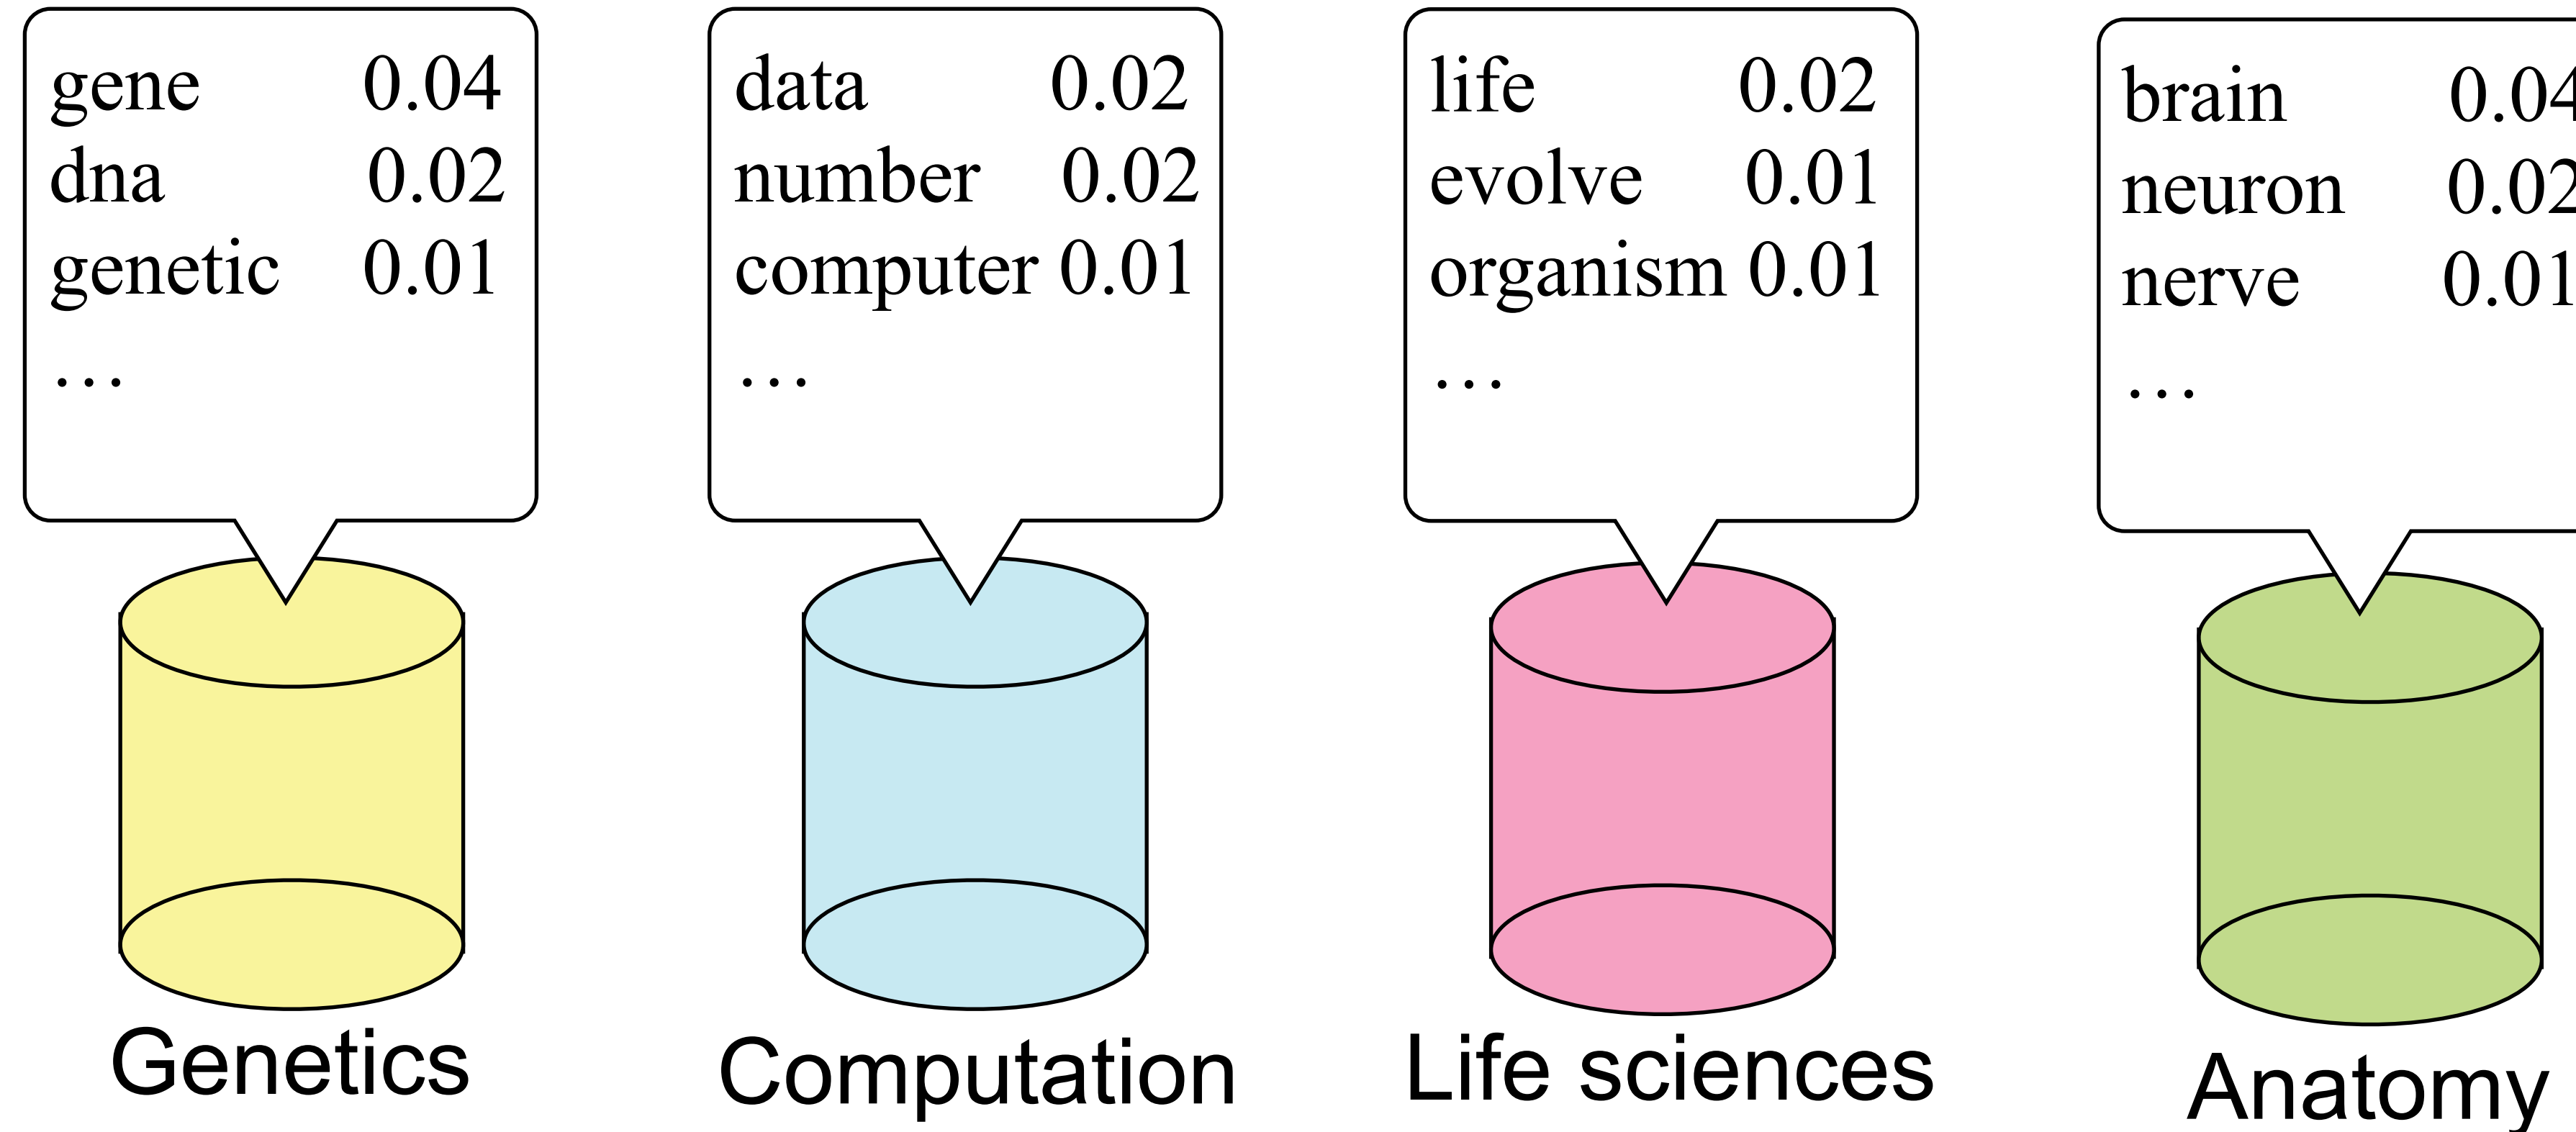 gene 0.04
dna 0.02
genetic 0.01
…
Genetics
data 0.02
number 0.02
computer 0.01
…
Computation
life 0.02
evolve 0.01
organism 0.01
…
Life sciences
brain 0.04
neuron 0.02
nerve 0.01
…
Anatomy